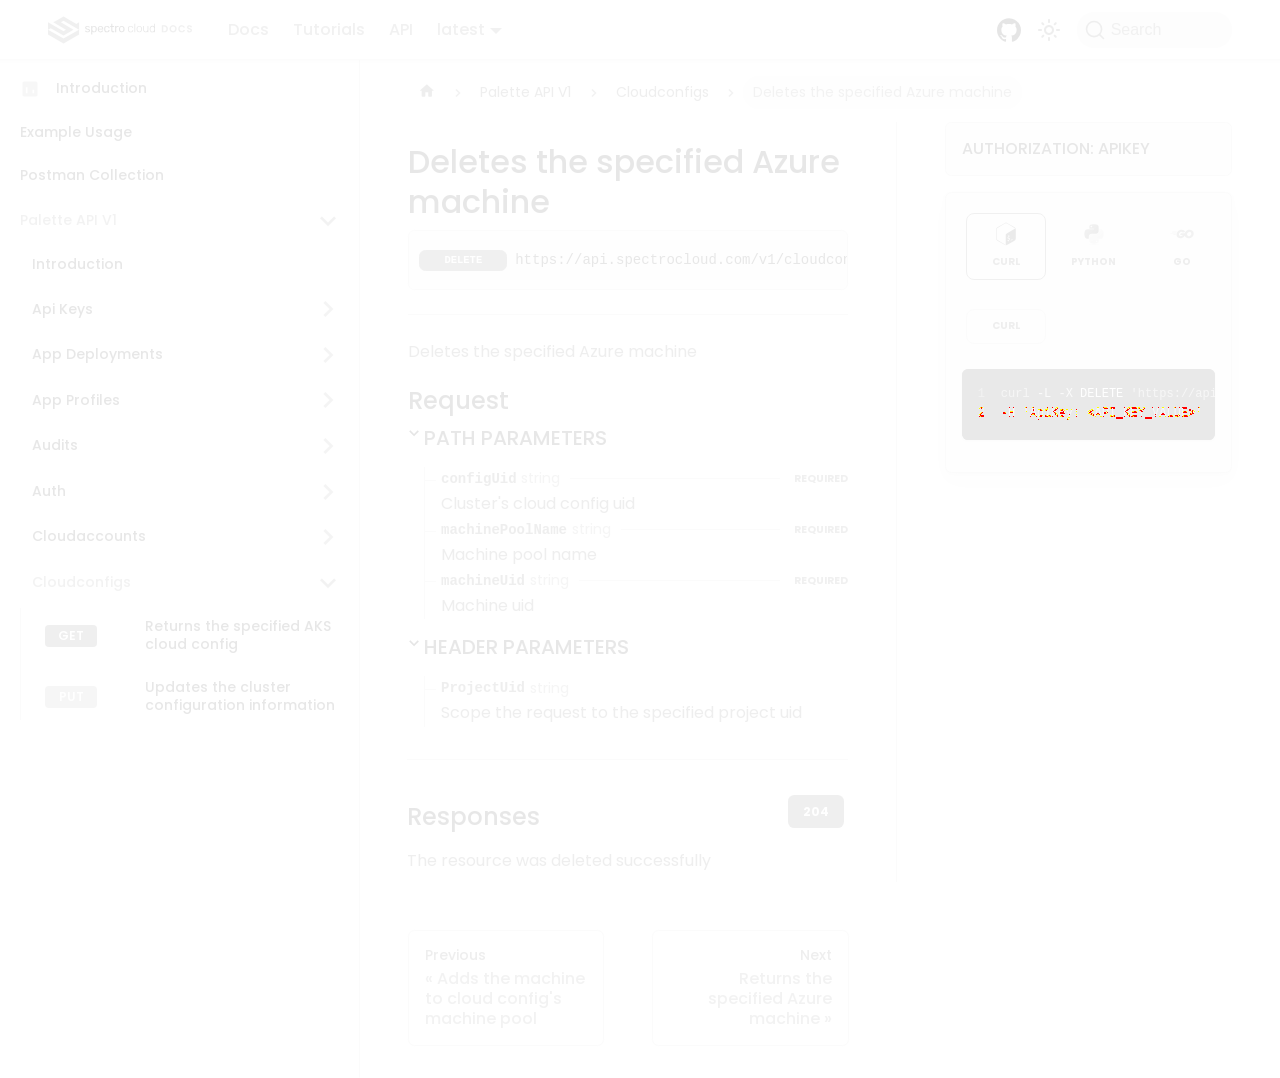 spectro cloud DOCS
Docs
Tutorials
API
latest
Search
Introduction
Example Usage
Postman Collection
Palette API V1
Introduction
Api Keys
App Deployments
App Profiles
Audits
Auth
Cloudaccounts
Cloudconfigs
GET Returns the specified AKS
cloud config
PUT Updates the cluster
configuration information
Palette API V1
Cloudconfigs
Deletes the specified Azure machine
Deletes the specified Azure
machine
DELETE https://api.spectrocloud.com/v1/cloudcon
Deletes the specified Azure machine
Request
PATH PARAMETERS
configUid string REQUIRED
Cluster's cloud config uid
machinePoolName string REQUIRED
Machine pool name
machineUid string REQUIRED
Machine uid
HEADER PARAMETERS
ProjectUid string
Scope the request to the specified project uid
Responses
204
The resource was deleted successfully
Previous
« Adds the machine
to cloud config's
machine pool
Next
Returns the
specified Azure
machine »
AUTHORIZATION: APIKEY
CURL
PYTHON
GO
GO
CURL
1 curl -L -X DELETE 'https://api
2 -H 'ApiKey: <API_KEY_VALUE>'